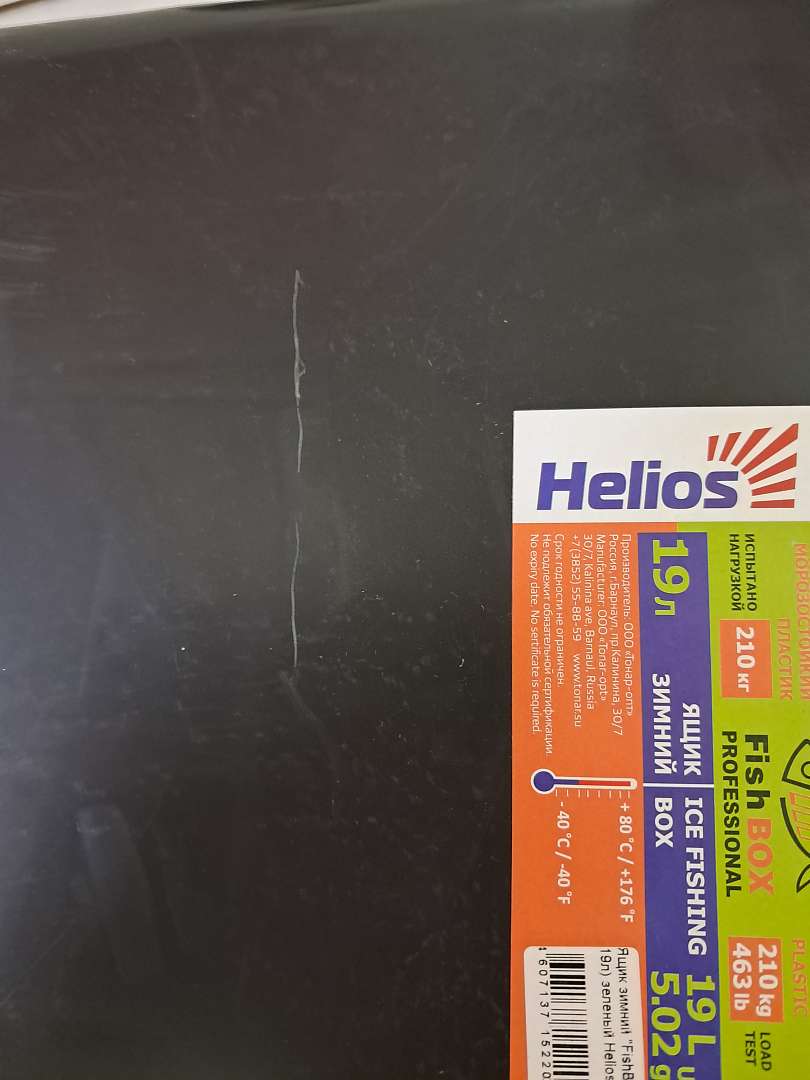 Helios
МОРОЗОСТОЙКИЙ
ПЛАСТИК
PLASTIC
ИСПЫТАНО
НАГРУЗКОЙ
210 кг
Fish BOX
PROFESSIONAL
210 kg
463 lb
LOAD
TEST
19 л
ЯЩИК
ЗИМНИЙ
ICE FISHING
BOX
19 L
5.02
Производитель: ООО «Тонар-опт»
Россия, г.Барнаул, пр.Калинина, 30/7
Manufacturer: OOO «Tonar-opt»
30/7,Kalinina ave, Barnaul, Russia
+7 (3852) 55-88-59 www.tonar.su
Срок годности не ограничен.
Не подлежит обязательной сертификации.
No expiry date. No sertificate is required.
+ 80 °C / +176 °F
- 40 °C / -40 °F
Ящик зимний "FishB
19л) зеленый Helios
4 607137 15220